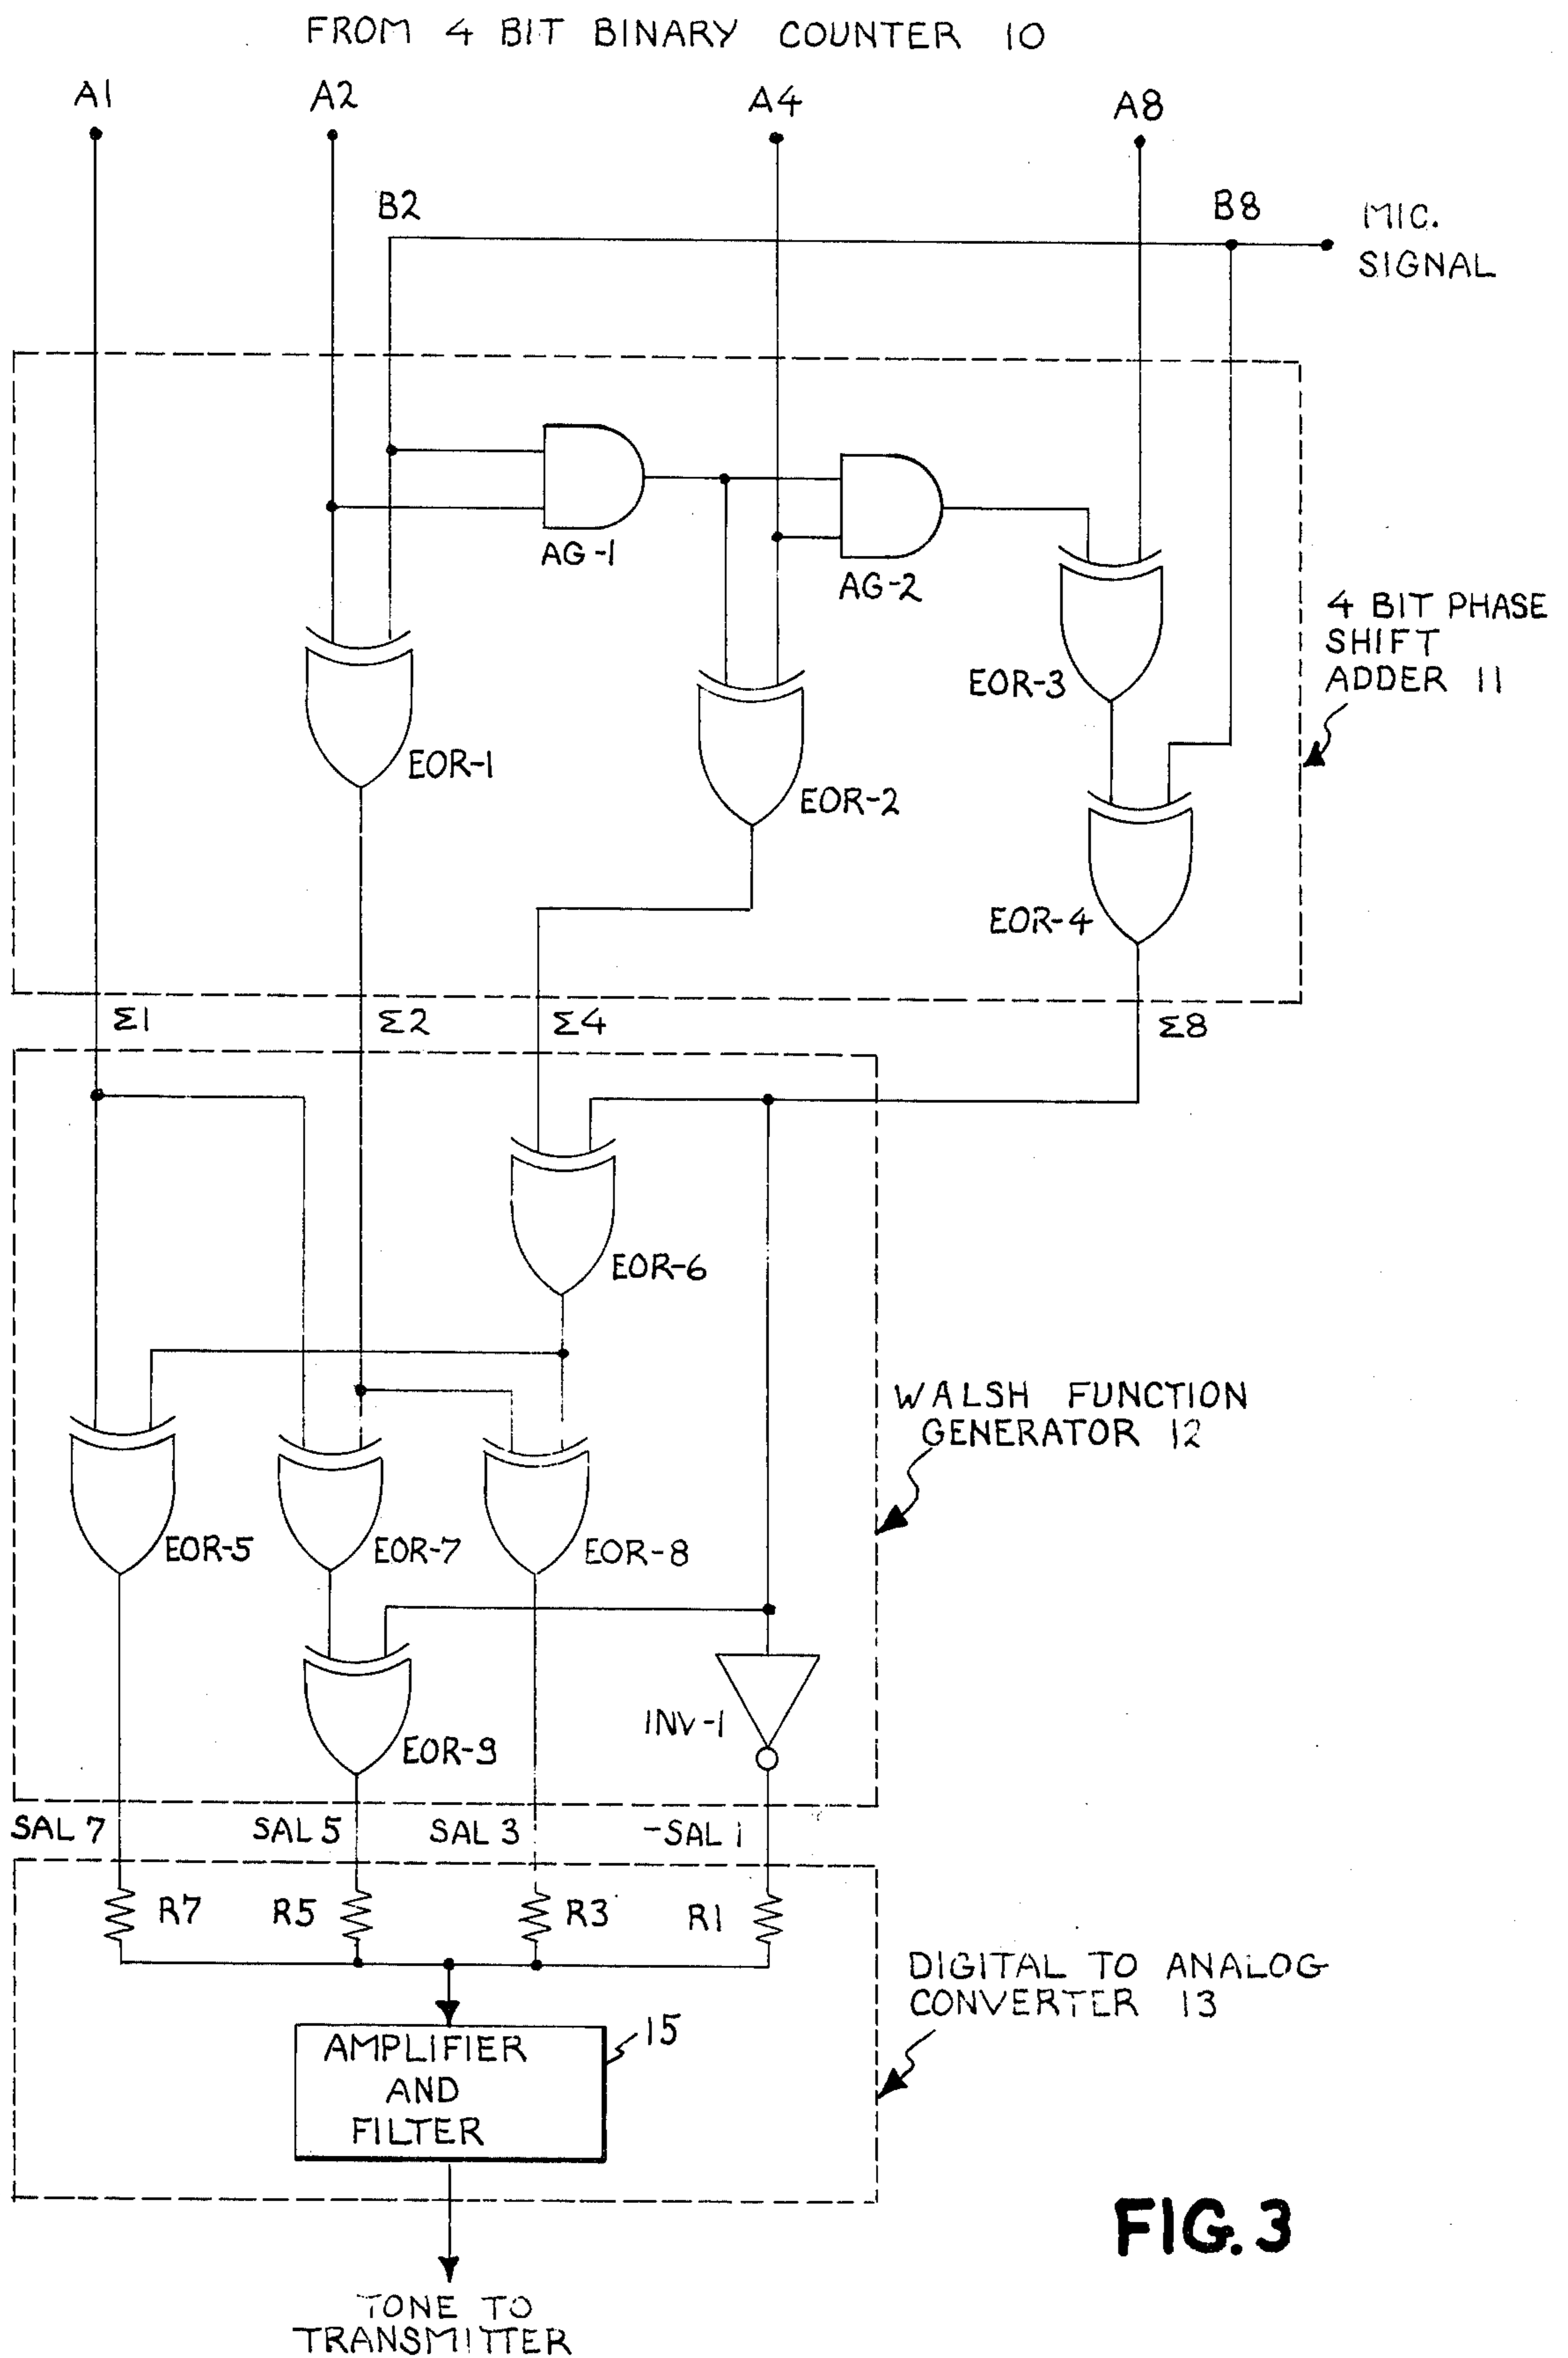 FROM 4 BIT BINARY COUNTER 10
A1
A2
A4
A8
B2
B8
MIC.
SIGNAL
AG-1
AG-2
EOR-1
EOR-2
EOR-3
EOR-4
4 BIT PHASE
SHIFT
ADDER 11
Σ1
Σ2
Σ4
Σ8
EOR-6
WALSH FUNCTION
GENERATOR 12
EOR-5
EOR-7
EOR-8
INV-1
EOR-9
SAL 7
SAL 5
SAL 3
-SAL 1
R7
R5
R3
R1
DIGITAL TO ANALOG
CONVERTER 13
15
AMPLIFIER
AND
FILTER
FIG. 3
TONE TO
TRANSMITTER